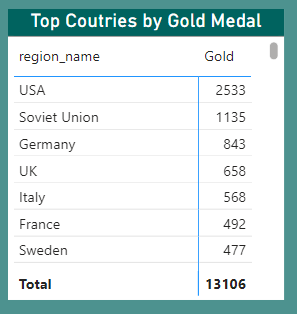 Top Coutries by Gold Medal
region_name Gold
USA 2533
Soviet Union 1135
Germany 843
UK 658
Italy 568
France 492
Sweden 477
Total 13106